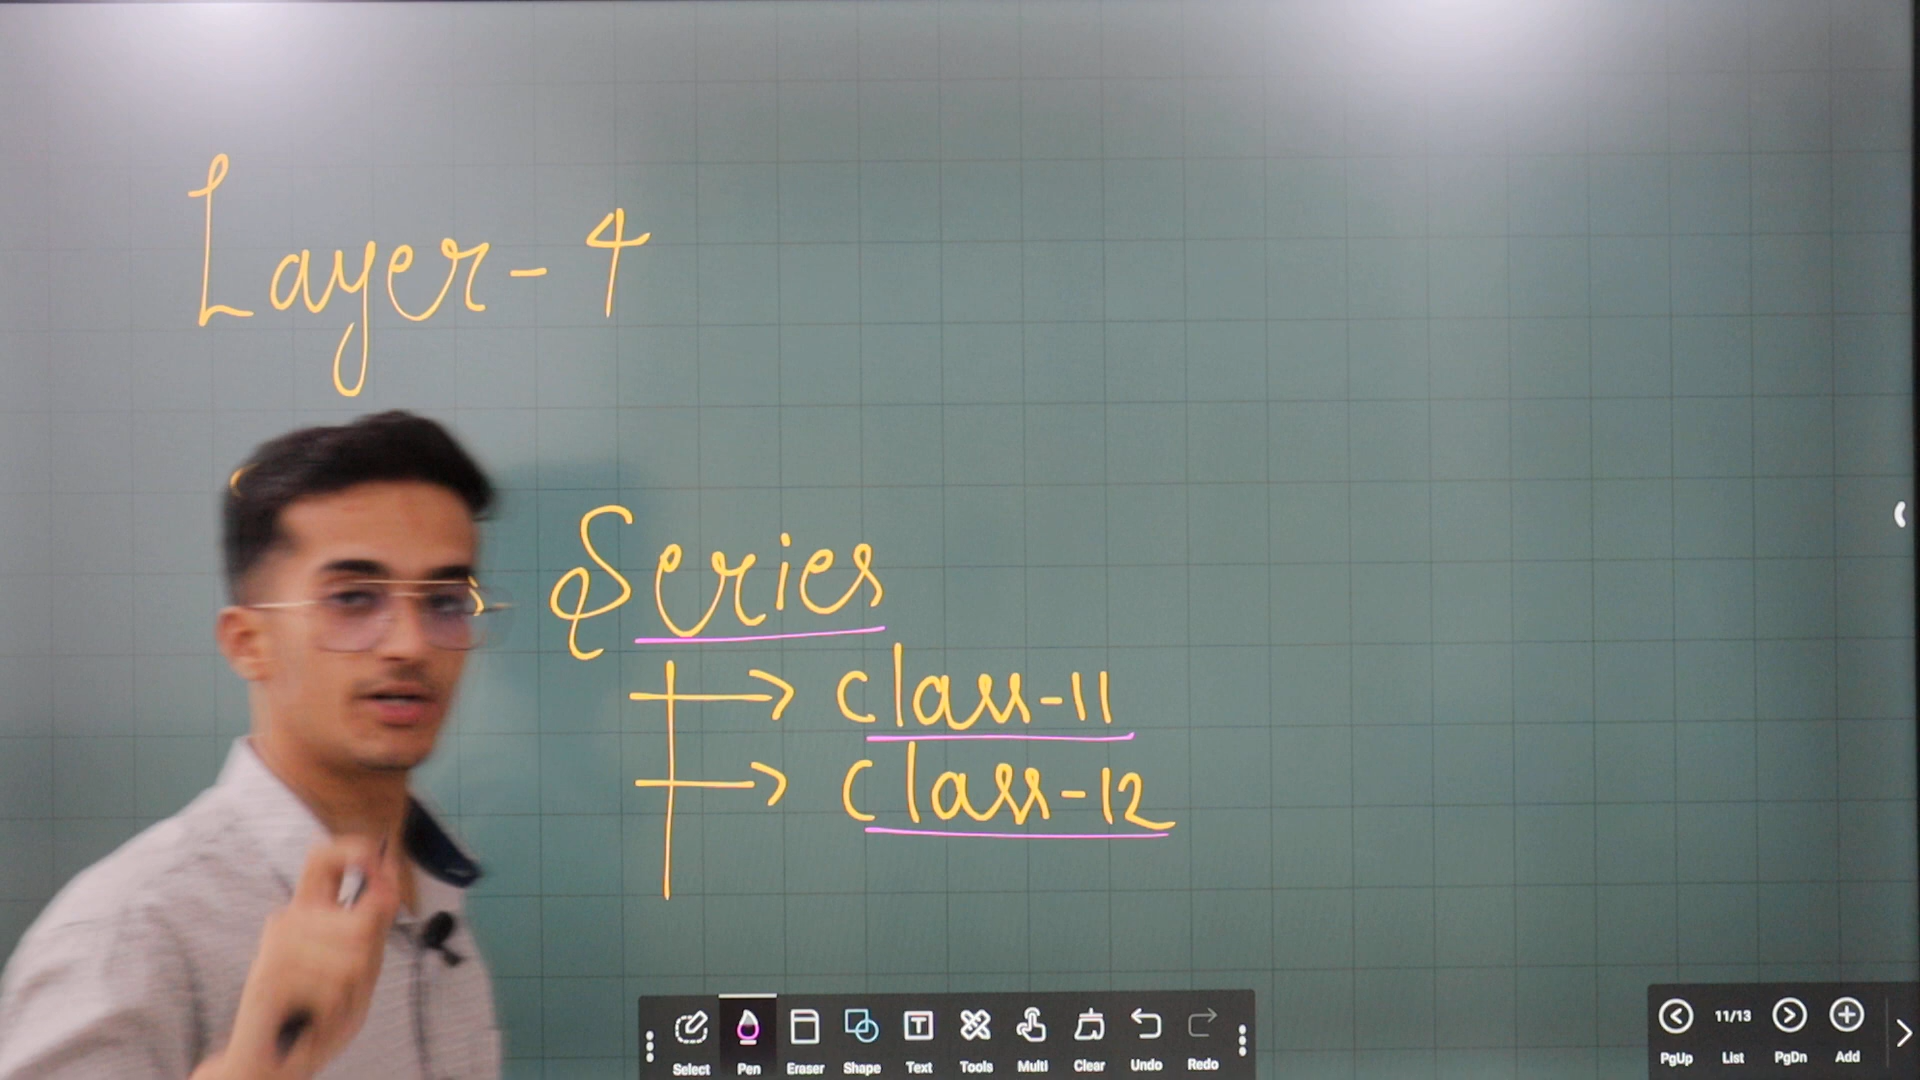 Layer-4
Series
class-11
class-12
Select Pen Eraser Shape Text Tools Multi Clear Undo Redo
11/13
PgUp List PgDn Add